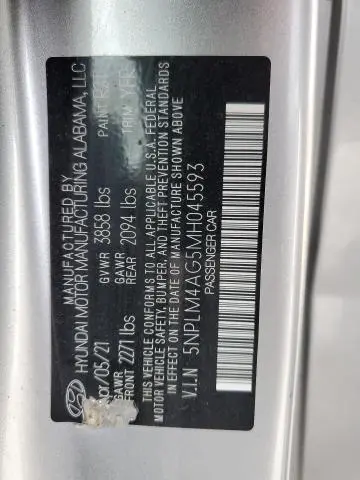 MANUFACTURED BY
HYUNDAI MOTOR MANUFACTURING ALABAMA, LLC
/05/21 GVWR 3858 lbs PAINT
GAWR FRONT 2271 lbs GAWR REAR 2094 lbs TRIM
THIS VEHICLE CONFORMS TO ALL APPLICABLE U.S.A. FEDERAL
MOTOR VEHICLE SAFETY, BUMPER, AND THEFT PREVENTION STANDARDS
IN EFFECT ON THE DATE OF MANUFACTURE SHOWN ABOVE
V.I.N 5NPLM4AG5MH045593
PASSENGER CAR